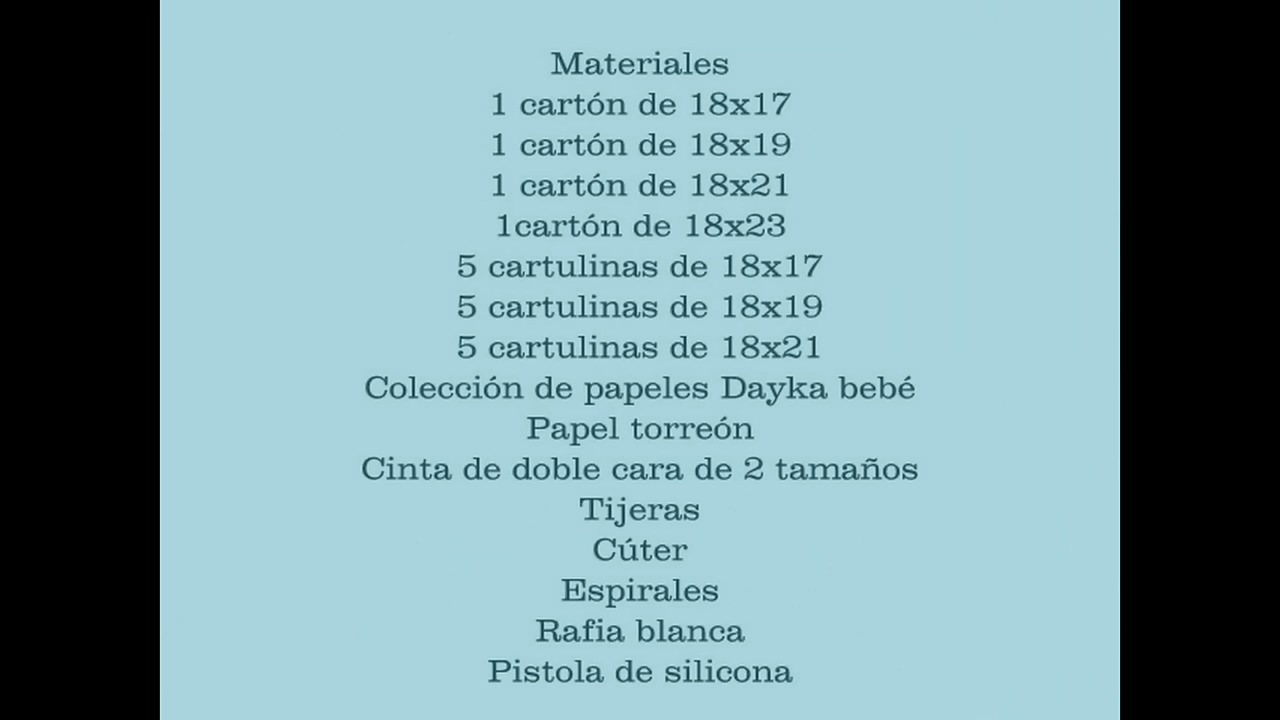 Materiales
1 cartón de 18x17
1 cartón de 18x19
1 cartón de 18x21
1cartón de 18x23
5 cartulinas de 18x17
5 cartulinas de 18x19
5 cartulinas de 18x21
Colección de papeles Dayka bebé
Papel torreón
Cinta de doble cara de 2 tamaños
Tijeras
Cúter
Espirales
Rafia blanca
Pistola de silicona